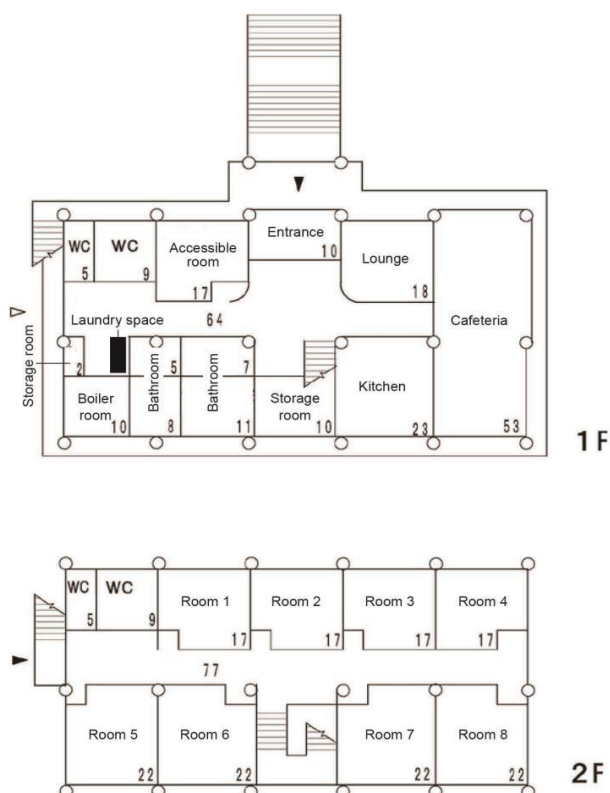 WC
WC
5
9
Accessible
room
17
Entrance
10
Lounge
18
Cafeteria
53
64
Laundry space
Storage room
2
Boiler
room
10
Bathroom
5
8
Bathroom
7
11
Storage
room
10
Kitchen
23
1F
WC
WC
5
9
Room 1
17
Room 2
17
Room 3
17
Room 4
17
77
Room 5
22
Room 6
22
Room 7
22
Room 8
22
2F